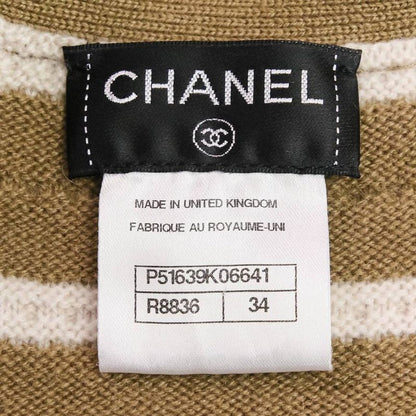 CHANEL
MADE IN UNITED KINGDOM
FABRIQUE AU ROYAUME-UNI
P51639K06641
R8836 34